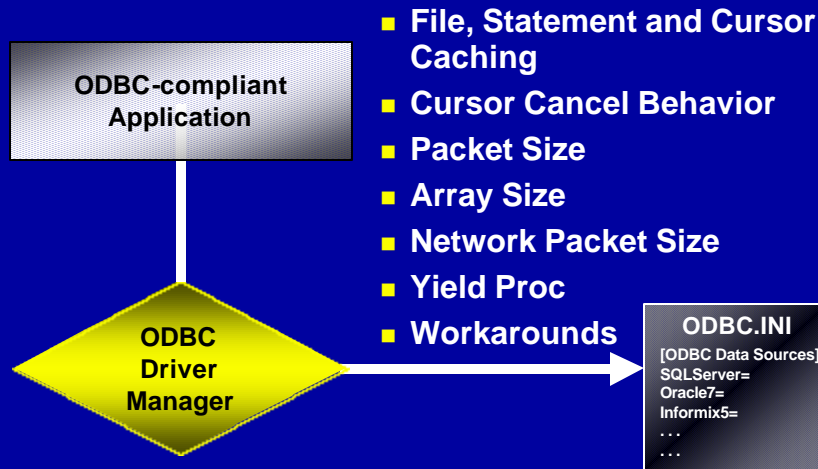 ODBC-compliant
Application
File, Statement and Cursor
Caching
Cursor Cancel Behavior
Packet Size
Array Size
Network Packet Size
Yield Proc
Workarounds
ODBC
Driver
Manager
ODBC.INI
[ODBC Data Sources]
SQLServer=
Oracle7=
Informix5=
. . .
. . .